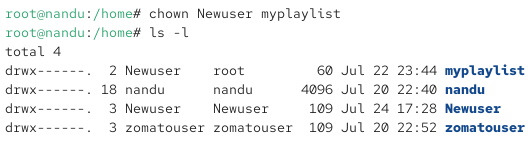 root@nandu:/home# chown Newuser myplaylist
root@nandu:/home# ls -l
total 4
drwx------.  2 Newuser    root         60 Jul 22 23:44 myplaylist
drwx------. 18 nandu      nandu      4096 Jul 20 22:40 nandu
drwx------.  3 Newuser    Newuser     109 Jul 24 17:28 Newuser
drwx------.  3 zomatouser zomatouser  109 Jul 20 22:52 zomatouser